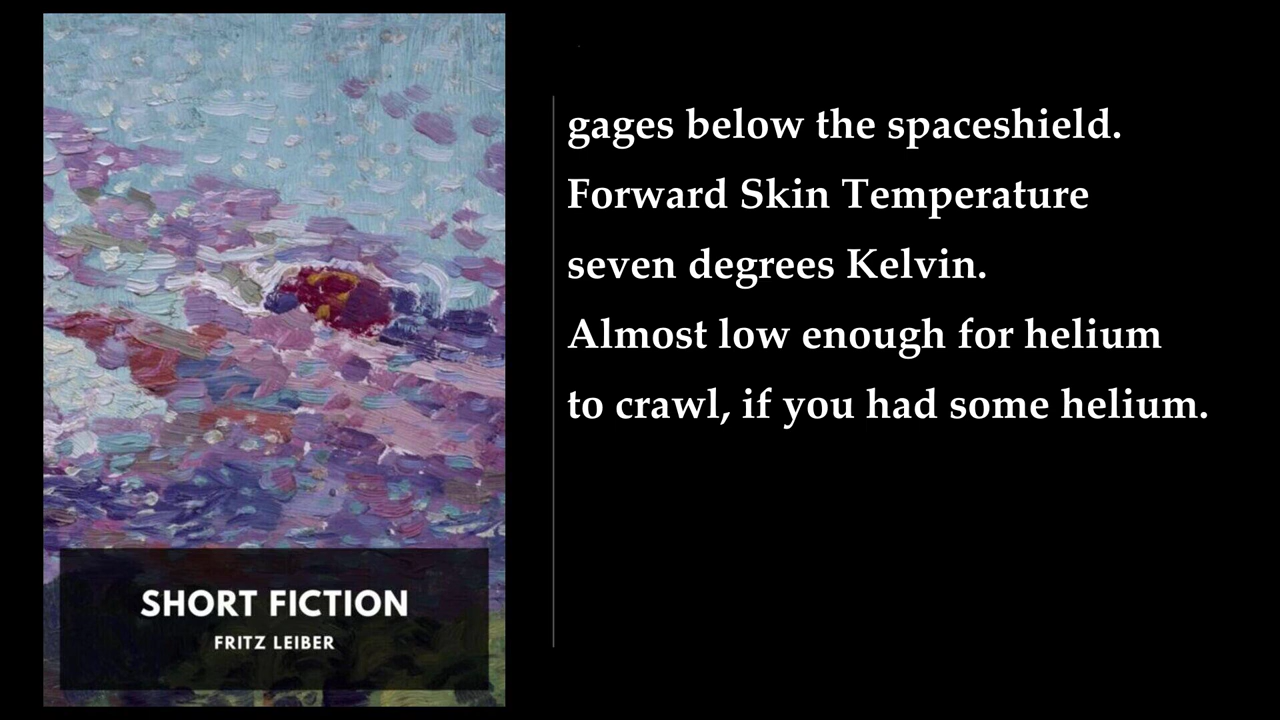 SHORT FICTION
FRITZ LEIBER
gages below the spaceshield.
Forward Skin Temperature
seven degrees Kelvin.
Almost low enough for helium
to crawl, if you had some helium.